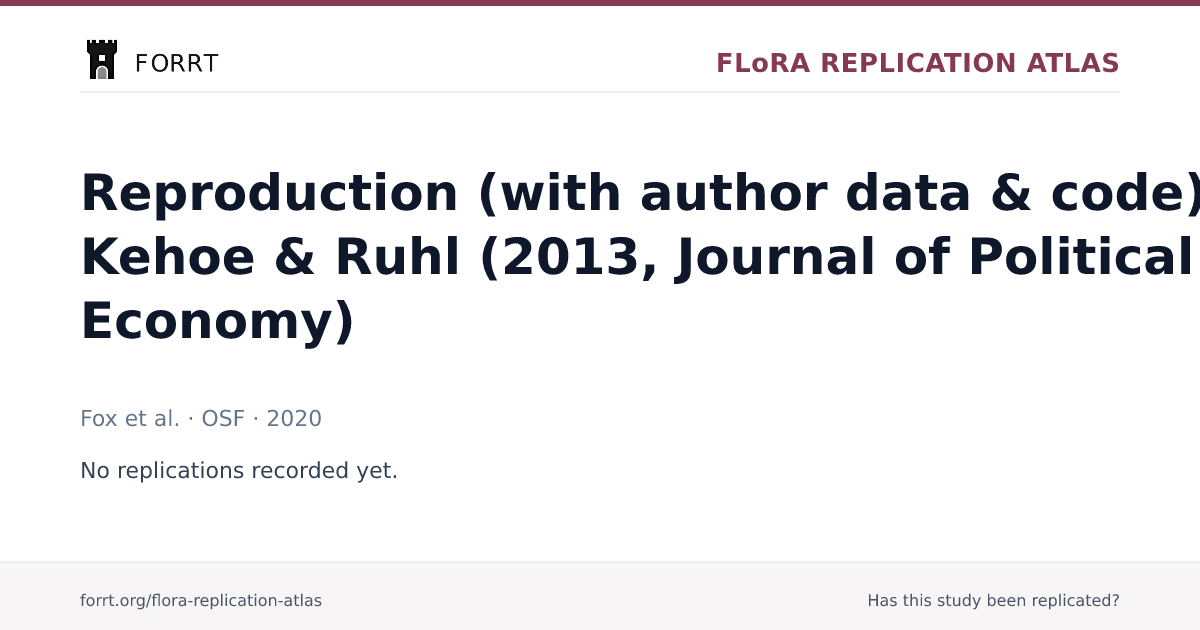 FORRT
FLoRA REPLICATION ATLAS
Reproduction (with author data & code)
Kehoe & Ruhl (2013, Journal of Political
Economy)
Fox et al. · OSF · 2020
No replications recorded yet.
forrt.org/flora-replication-atlas
Has this study been replicated?